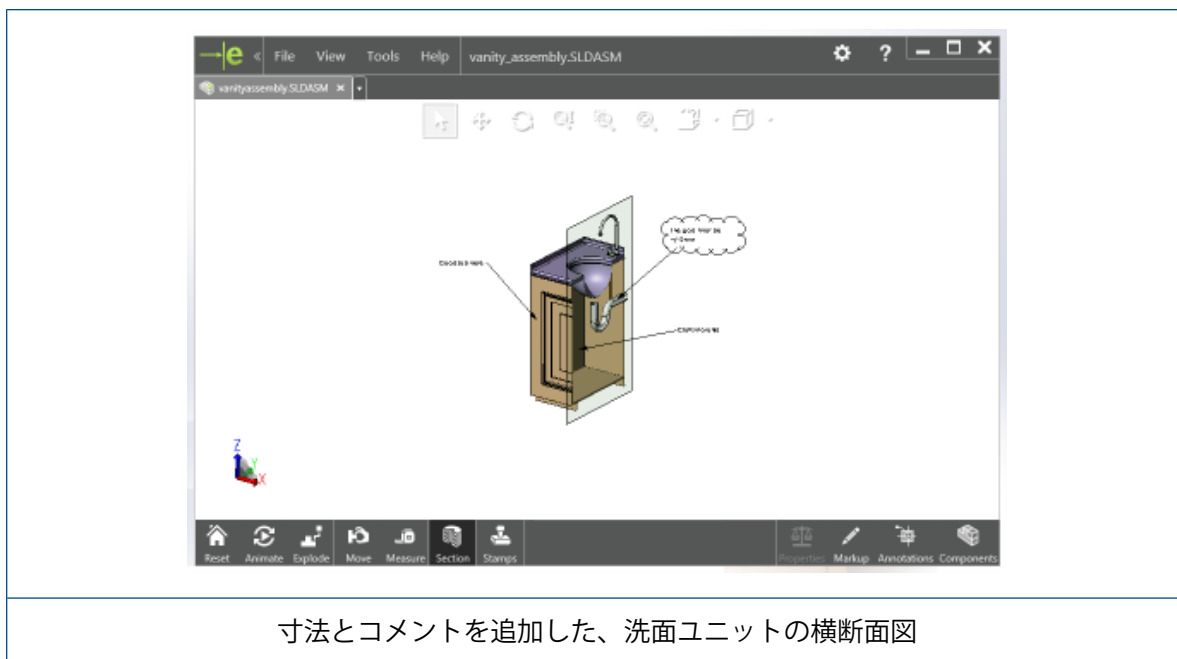 e « File View Tools Help vanity_assembly.SLDASM ?
vanityassembly.SLDASM
Z
Y
X
Reset Animate Explode Move Measure Section Stamps Properties Markup Annotations Components
寸法とコメントを追加した、洗面ユニットの横断面図